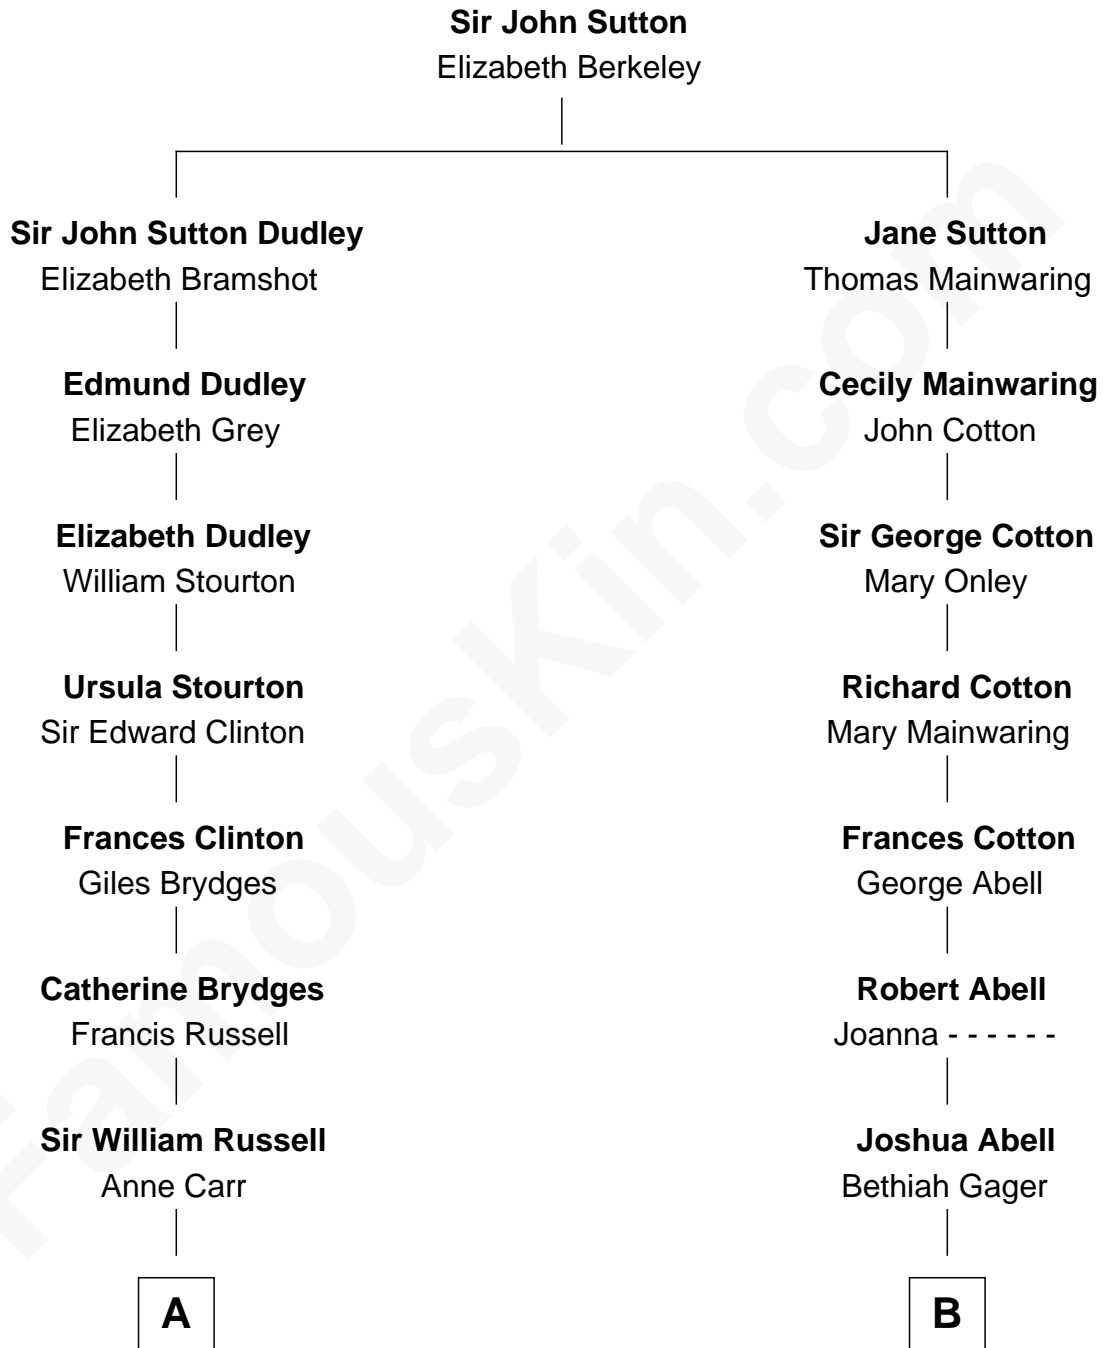 Sir John Sutton
Elizabeth Berkeley
Sir John Sutton Dudley
Elizabeth Bramshot
Jane Sutton
Thomas Mainwaring
Edmund Dudley
Elizabeth Grey
Cecily Mainwaring
John Cotton
Elizabeth Dudley
William Stourton
Sir George Cotton
Mary Onley
Ursula Stourton
Sir Edward Clinton
Richard Cotton
Mary Mainwaring
Frances Clinton
Giles Brydges
Frances Cotton
George Abell
Catherine Brydges
Francis Russell
Robert Abell
Joanna - - - - - -
Sir William Russell
Anne Carr
Joshua Abell
Bethiah Gager
A
B
FamousKin.com